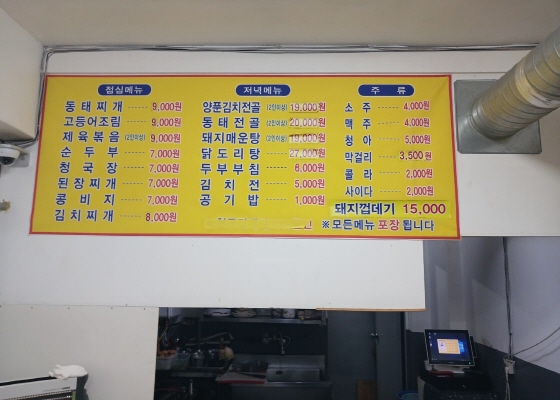 점심메뉴
동태찌개 ------ 9,000원
고등어조림 ------ 9,000원
제육볶음 (2인이상) 9,000원
순두부 ------ 7,000원
청국장 ------ 7,000원
된장찌개 ------ 7,000원
콩비지 ------ 7,000원
김치찌개 ------ 8,000원
저녁메뉴
양푼김치전골 (2인이상) 19,000원
동태전골 (2인이상) 20,000원
돼지매운탕 (2인이상) 19,000원
닭도리탕 ------ 27,000원
두부부침 ------ 6,000원
김치전 ------ 5,000원
공기밥 ------ 1,000원
주류
소주 ------ 4,000원
맥주 ------ 4,000원
청아 ------ 5,000원
막걸리 ------ 3,500원
콜라 ------ 2,000원
사이다 ------ 2,000원
돼지껍데기 15,000
※모든메뉴 포장 됩니다